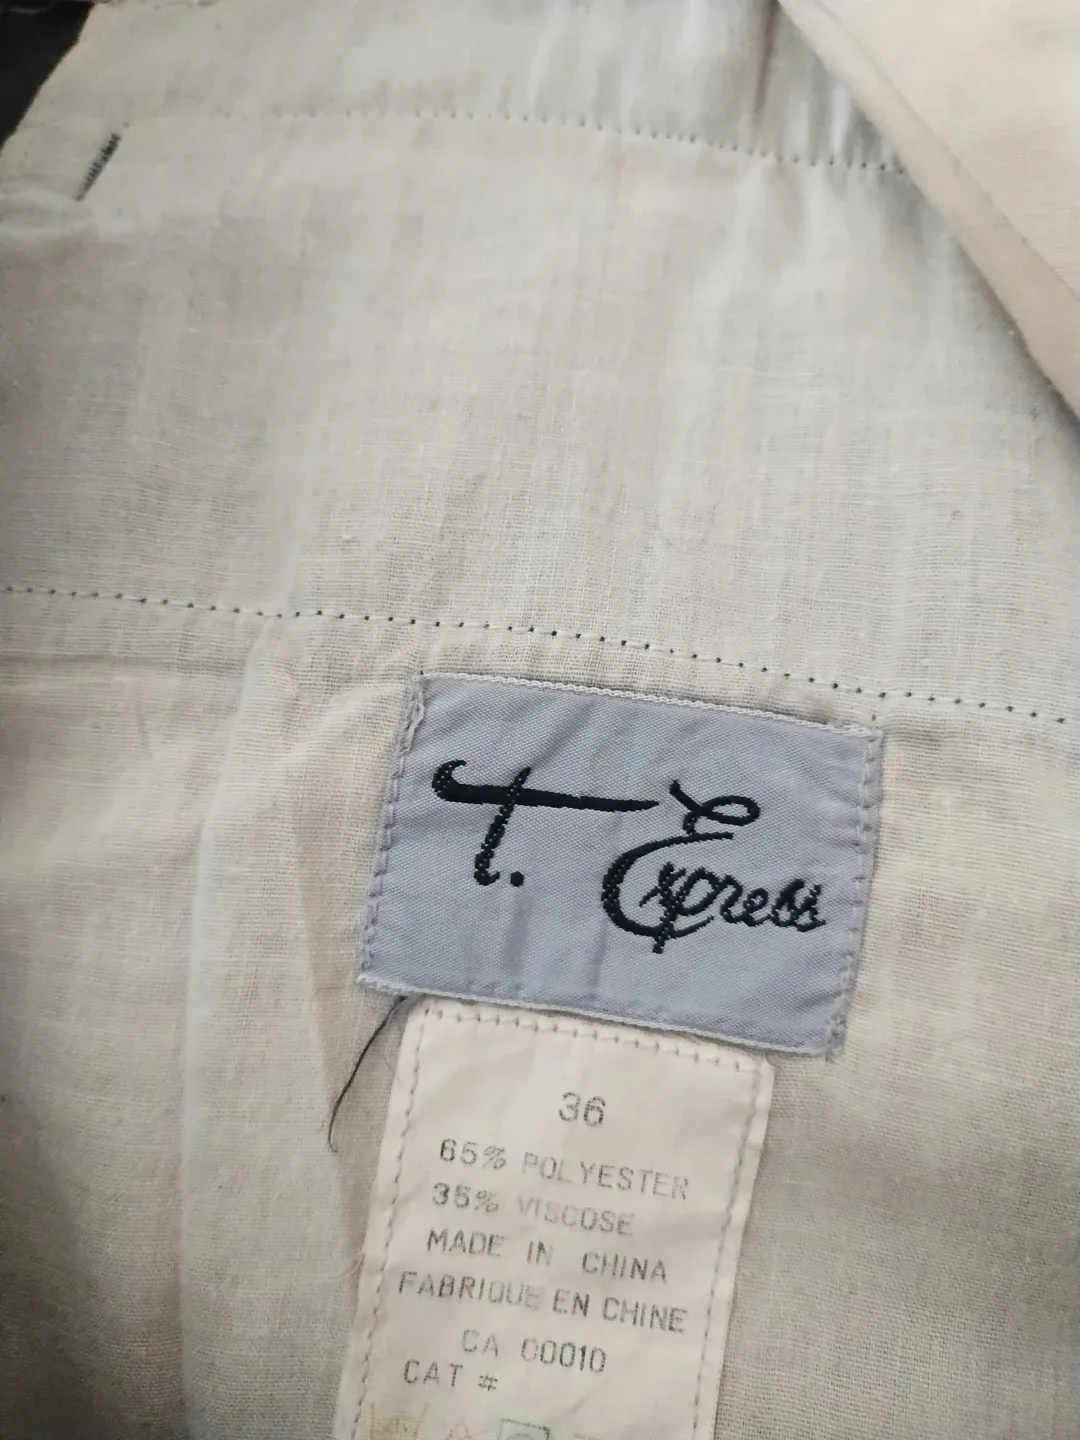 T. Express
36
65% POLYESTER
35% VISCOSE
MADE IN CHINA
FABRIQUE EN CHINE
CA 00010
CAT #